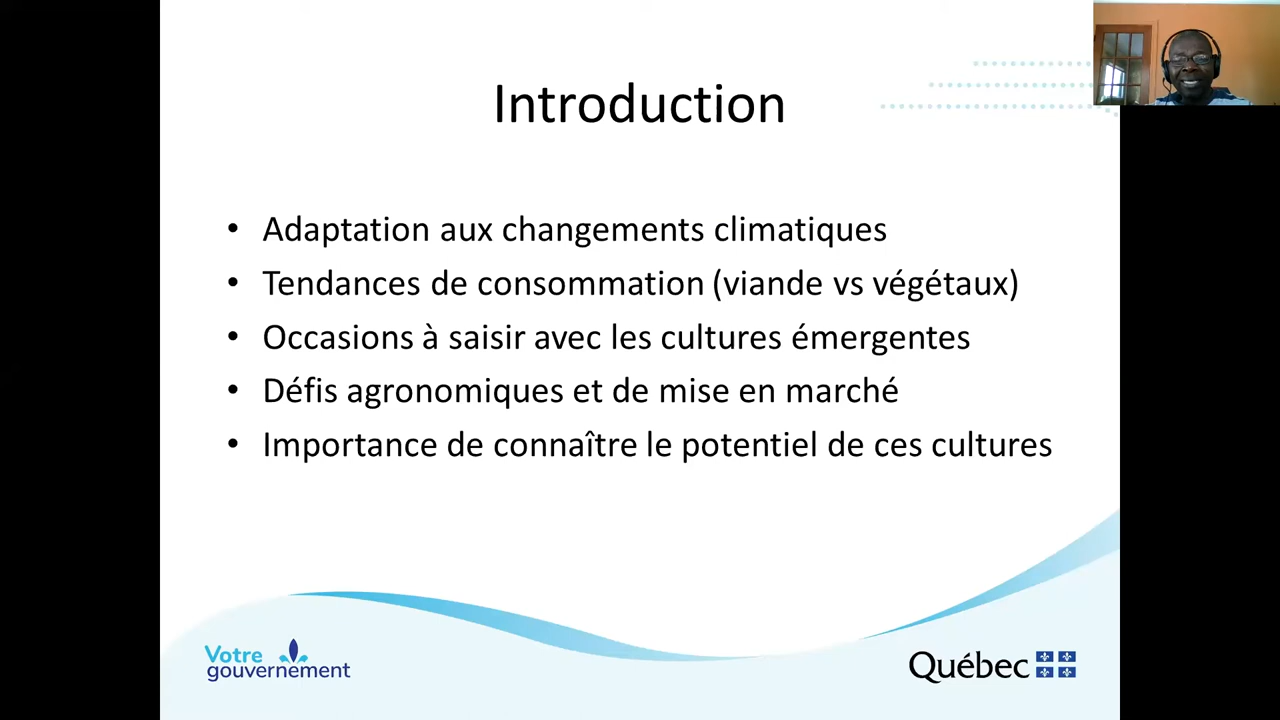 Introduction
• Adaptation aux changements climatiques
• Tendances de consommation (viande vs végétaux)
• Occasions à saisir avec les cultures émergentes
• Défis agronomiques et de mise en marché
• Importance de connaître le potentiel de ces cultures
Votre
gouvernement
Québec